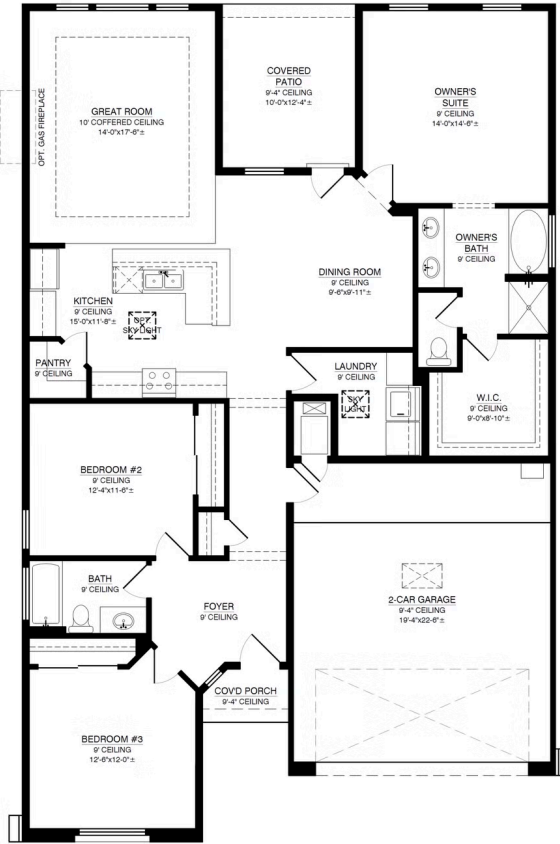 COVERED
PATIO
9'-4" CEILING
10'-0"x12'-4"±
OWNER'S
SUITE
9' CEILING
14'-0"x14'-6"±
OPT. GAS FIREPLACE
GREAT ROOM
10' COFFERED CEILING
14'-0"x17'-6"±
OWNER'S
BATH
9' CEILING
DINING ROOM
9' CEILING
9'-6"x9'-11"±
KITCHEN
9' CEILING
15'-0"x11'-8"±
OPT.
SKYLIGHT
PANTRY
9' CEILING
LAUNDRY
9' CEILING
SKY
LIGHT
W.I.C.
9' CEILING
9'-0"x8'-10"±
BEDROOM #2
9' CEILING
12'-4"x11'-6"±
BATH
9' CEILING
FOYER
9' CEILING
2-CAR GARAGE
9'-4" CEILING
19'-4"x22'-6"±
COV'D PORCH
9'-4" CEILING
BEDROOM #3
9' CEILING
12'-6"x12'-0"±